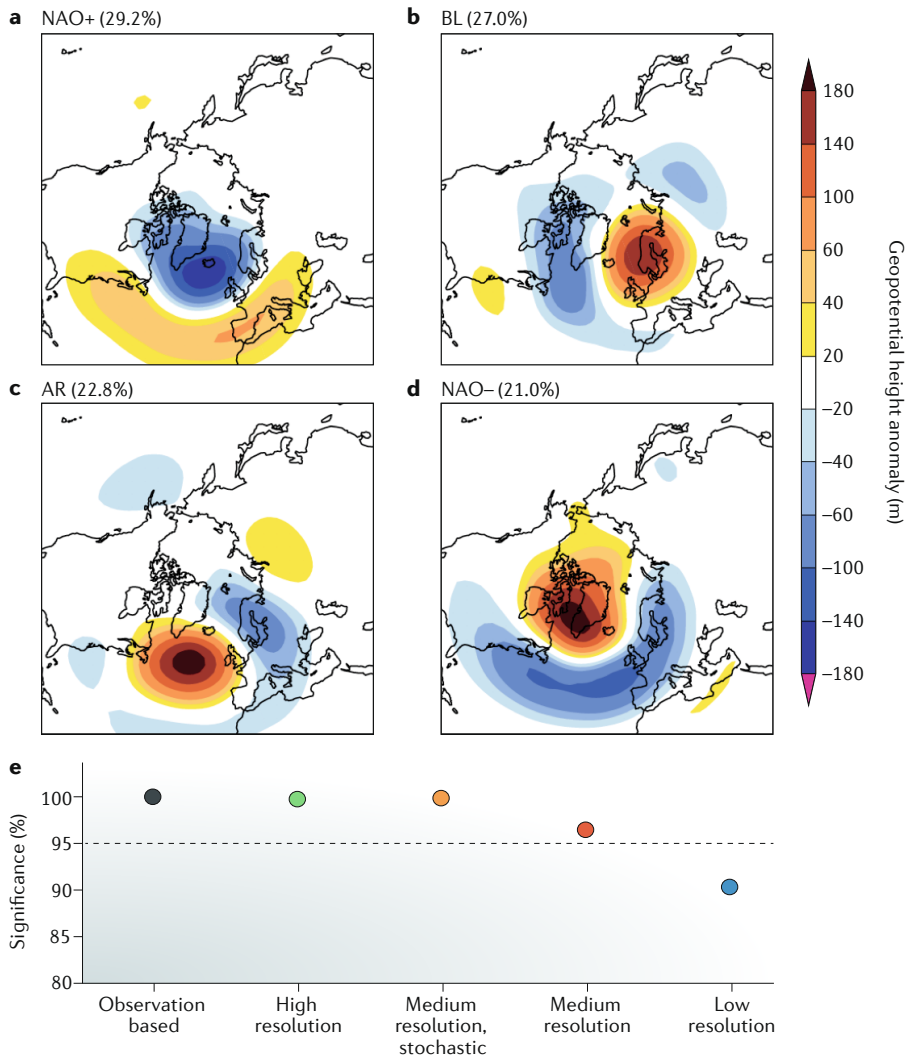 a NAO+ (29.2%)
b BL (27.0%)
c AR (22.8%)
d NAO– (21.0%)
180
140
100
60
40
20
–20
–40
–60
–100
–140
–180
Geopotential height anomaly (m)
e
Significance (%)
100
95
90
85
80
Observation
based
High
resolution
Medium
resolution,
stochastic
Medium
resolution
Low
resolution